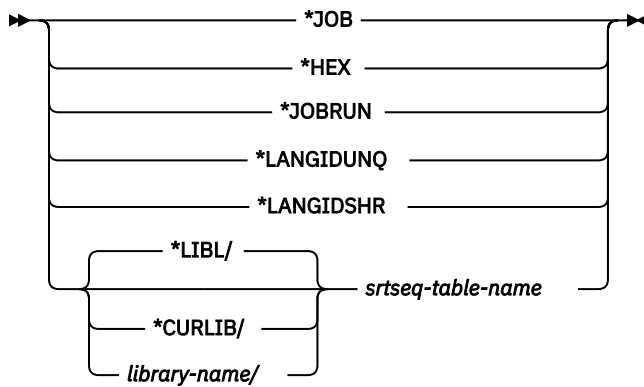 *JOB
*HEX
*JOBRUN
*LANGIDUNQ
*LANGIDSHR
*LIBL/
srtseq-table-name
*CURLIB/
library-name/